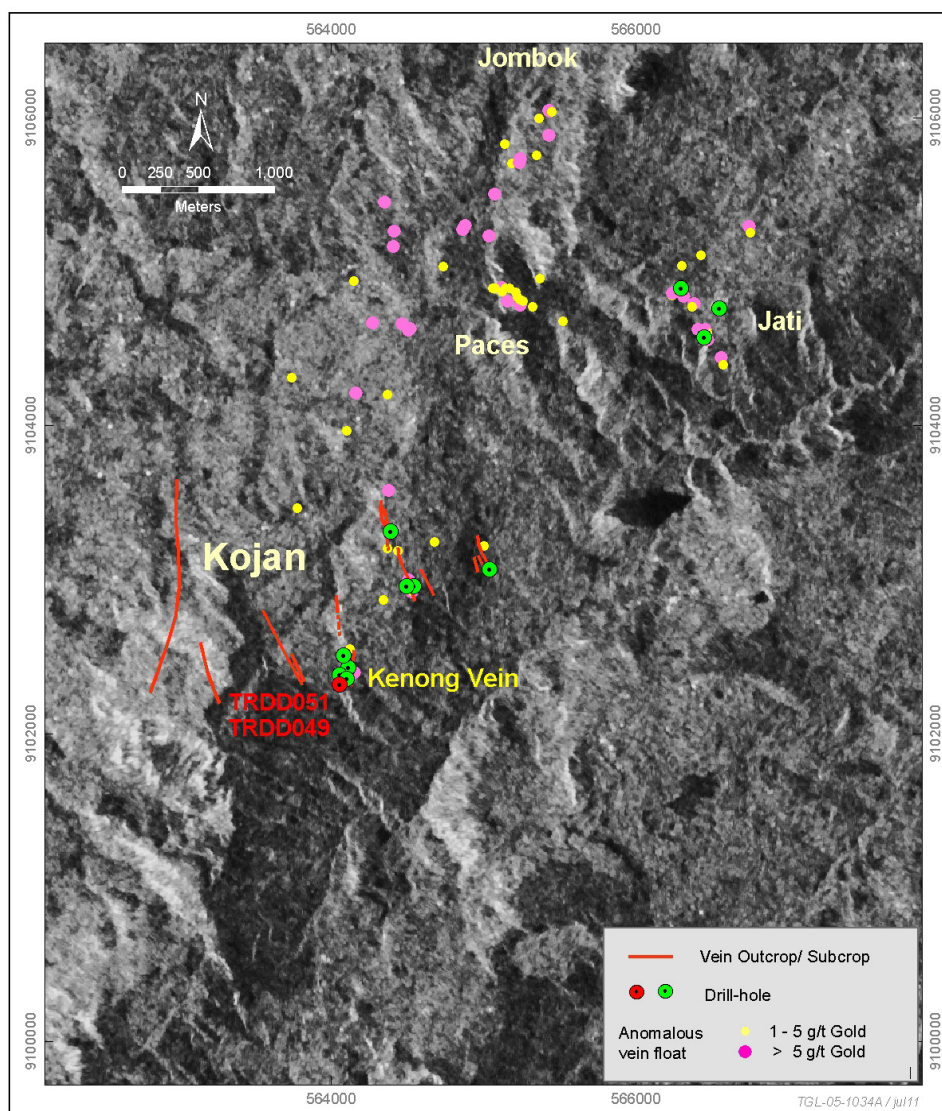 564000 566000
Jombok
N
9106000 9106000
0 250 500 1,000
Meters
Jati
Paces
9104000 9104000
Kojan
Kenong Vein
TRDD051
TRDD049
9102000 9102000
Vein Outcrop/ Subcrop
Drill-hole
Anomalous
vein float
1 - 5 g/t Gold
> 5 g/t Gold
9100000 9100000
564000 566000
TGL-05-1034A / jul11